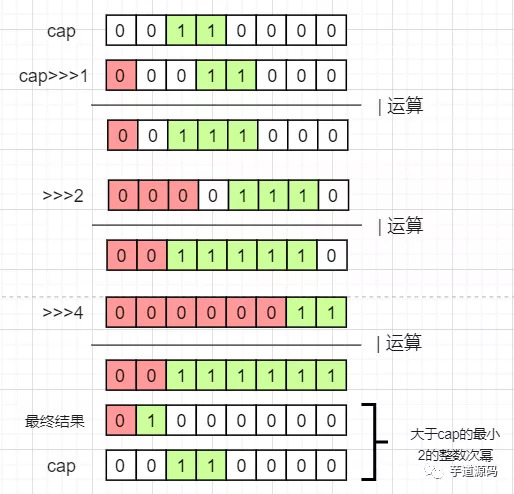 cap 0 0 1 1 0 0 0 0
cap>>>1 0 0 0 1 1 0 0 0
| 运算
0 0 1 1 1 0 0 0
>>>2 0 0 0 0 1 1 1 0
| 运算
0 0 1 1 1 1 1 0
>>>4 0 0 0 0 0 0 1 1
| 运算
0 0 1 1 1 1 1 1
最终结果 0 1 0 0 0 0 0 0
cap 0 0 1 1 0 0 0 0
大于cap的最小
2的整数次幂
芋道源码